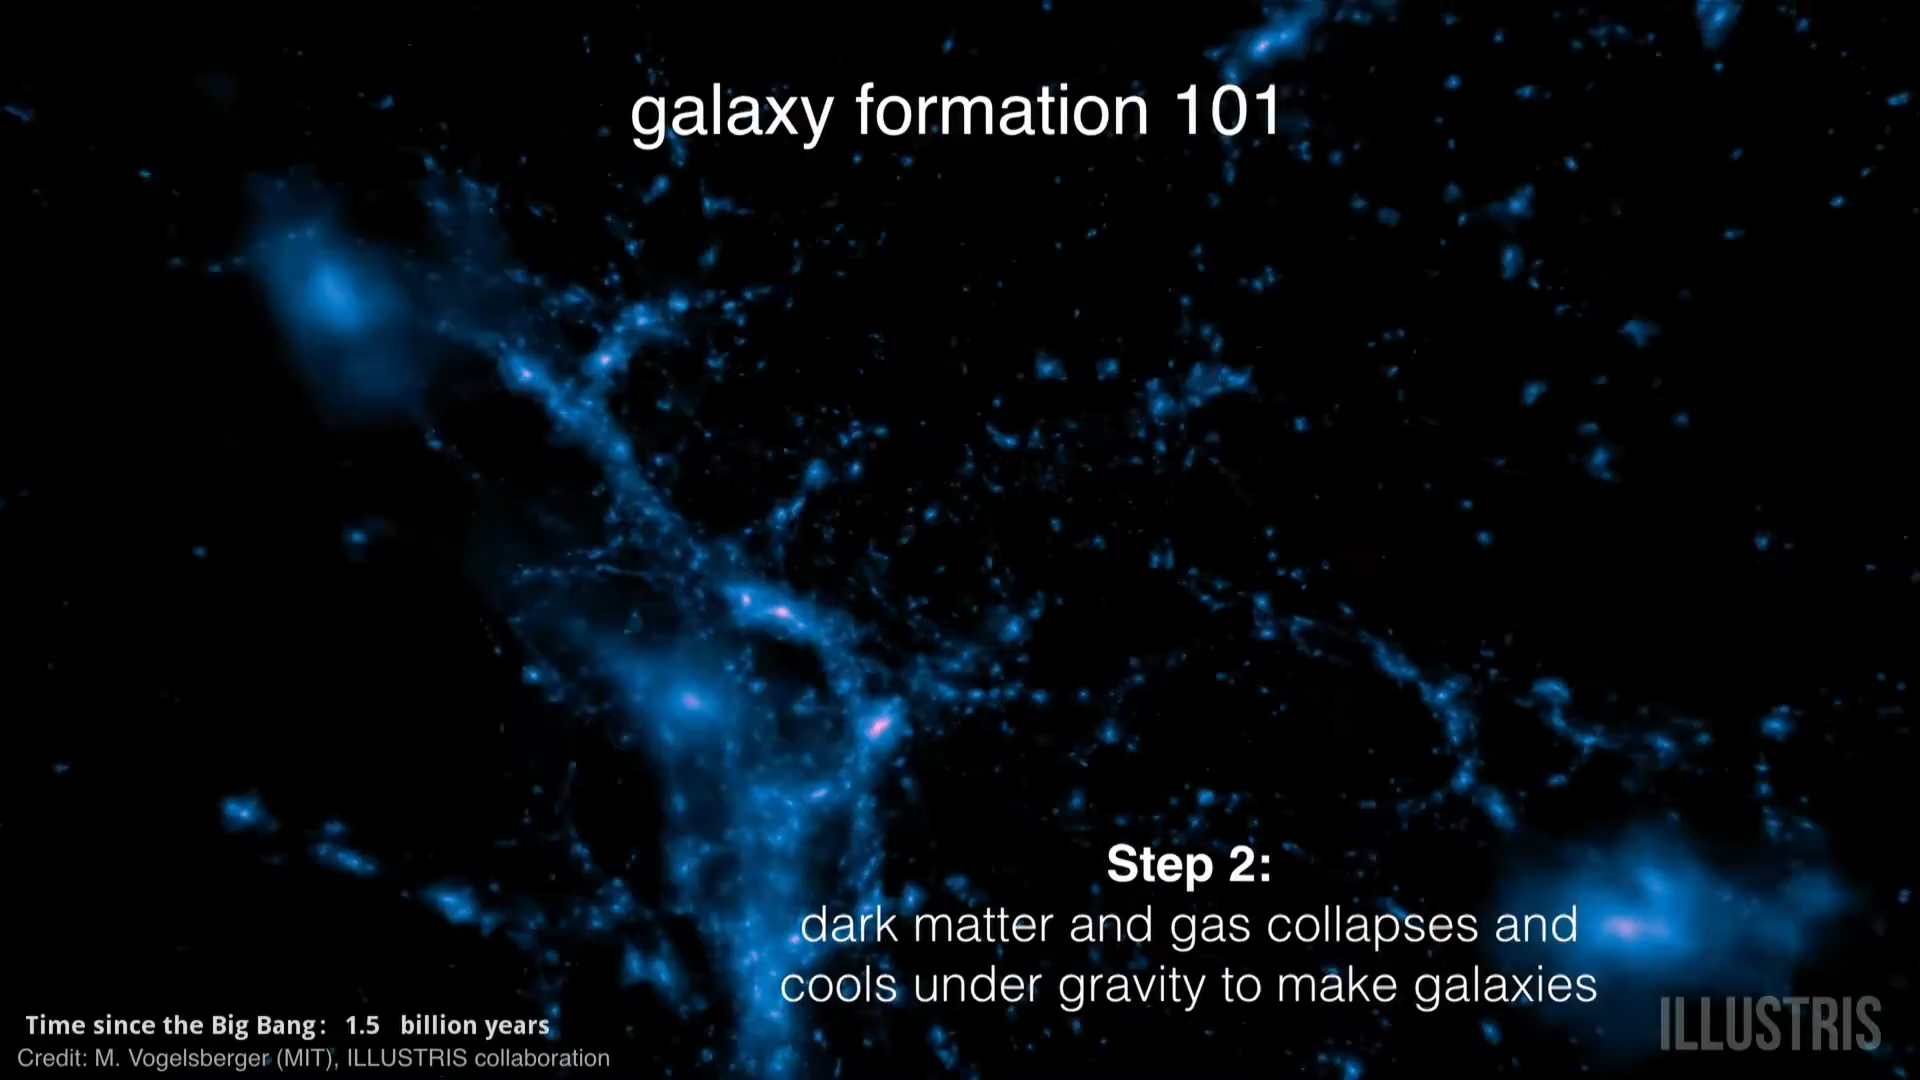 galaxy formation 101
Step 2:
dark matter and gas collapses and
cools under gravity to make galaxies
Time since the Big Bang: 1.5 billion years
Credit: M. Vogelsberger (MIT), ILLUSTRIS collaboration
ILLUSTRIS